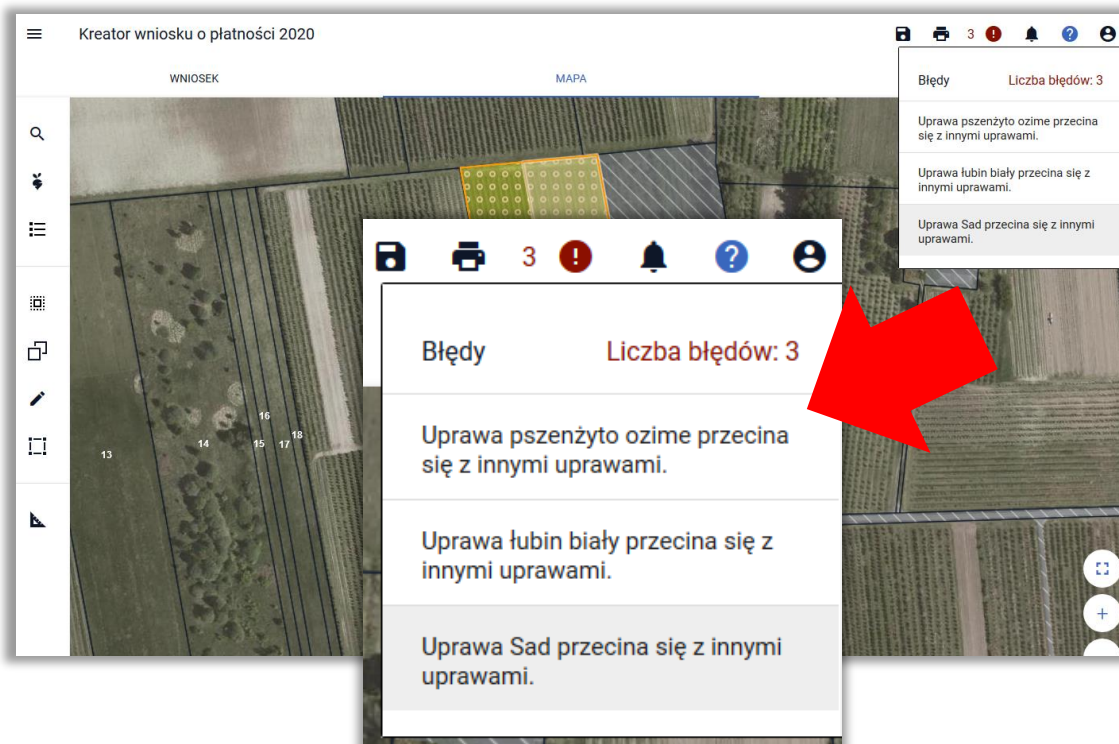 Kreator wniosku o płatności 2020
3
WNIOSEK
MAPA
Błędy Liczba błędów: 3
Uprawa pszenżyto ozime przecina
się z innymi uprawami.
Uprawa łubin biały przecina się z
innymi uprawami.
Uprawa Sad przecina się z innymi
uprawami.
3
Błędy Liczba błędów: 3
Uprawa pszenżyto ozime przecina
się z innymi uprawami.
Uprawa łubin biały przecina się z
innymi uprawami.
Uprawa Sad przecina się z innymi
uprawami.
16
13 14 15 17 18